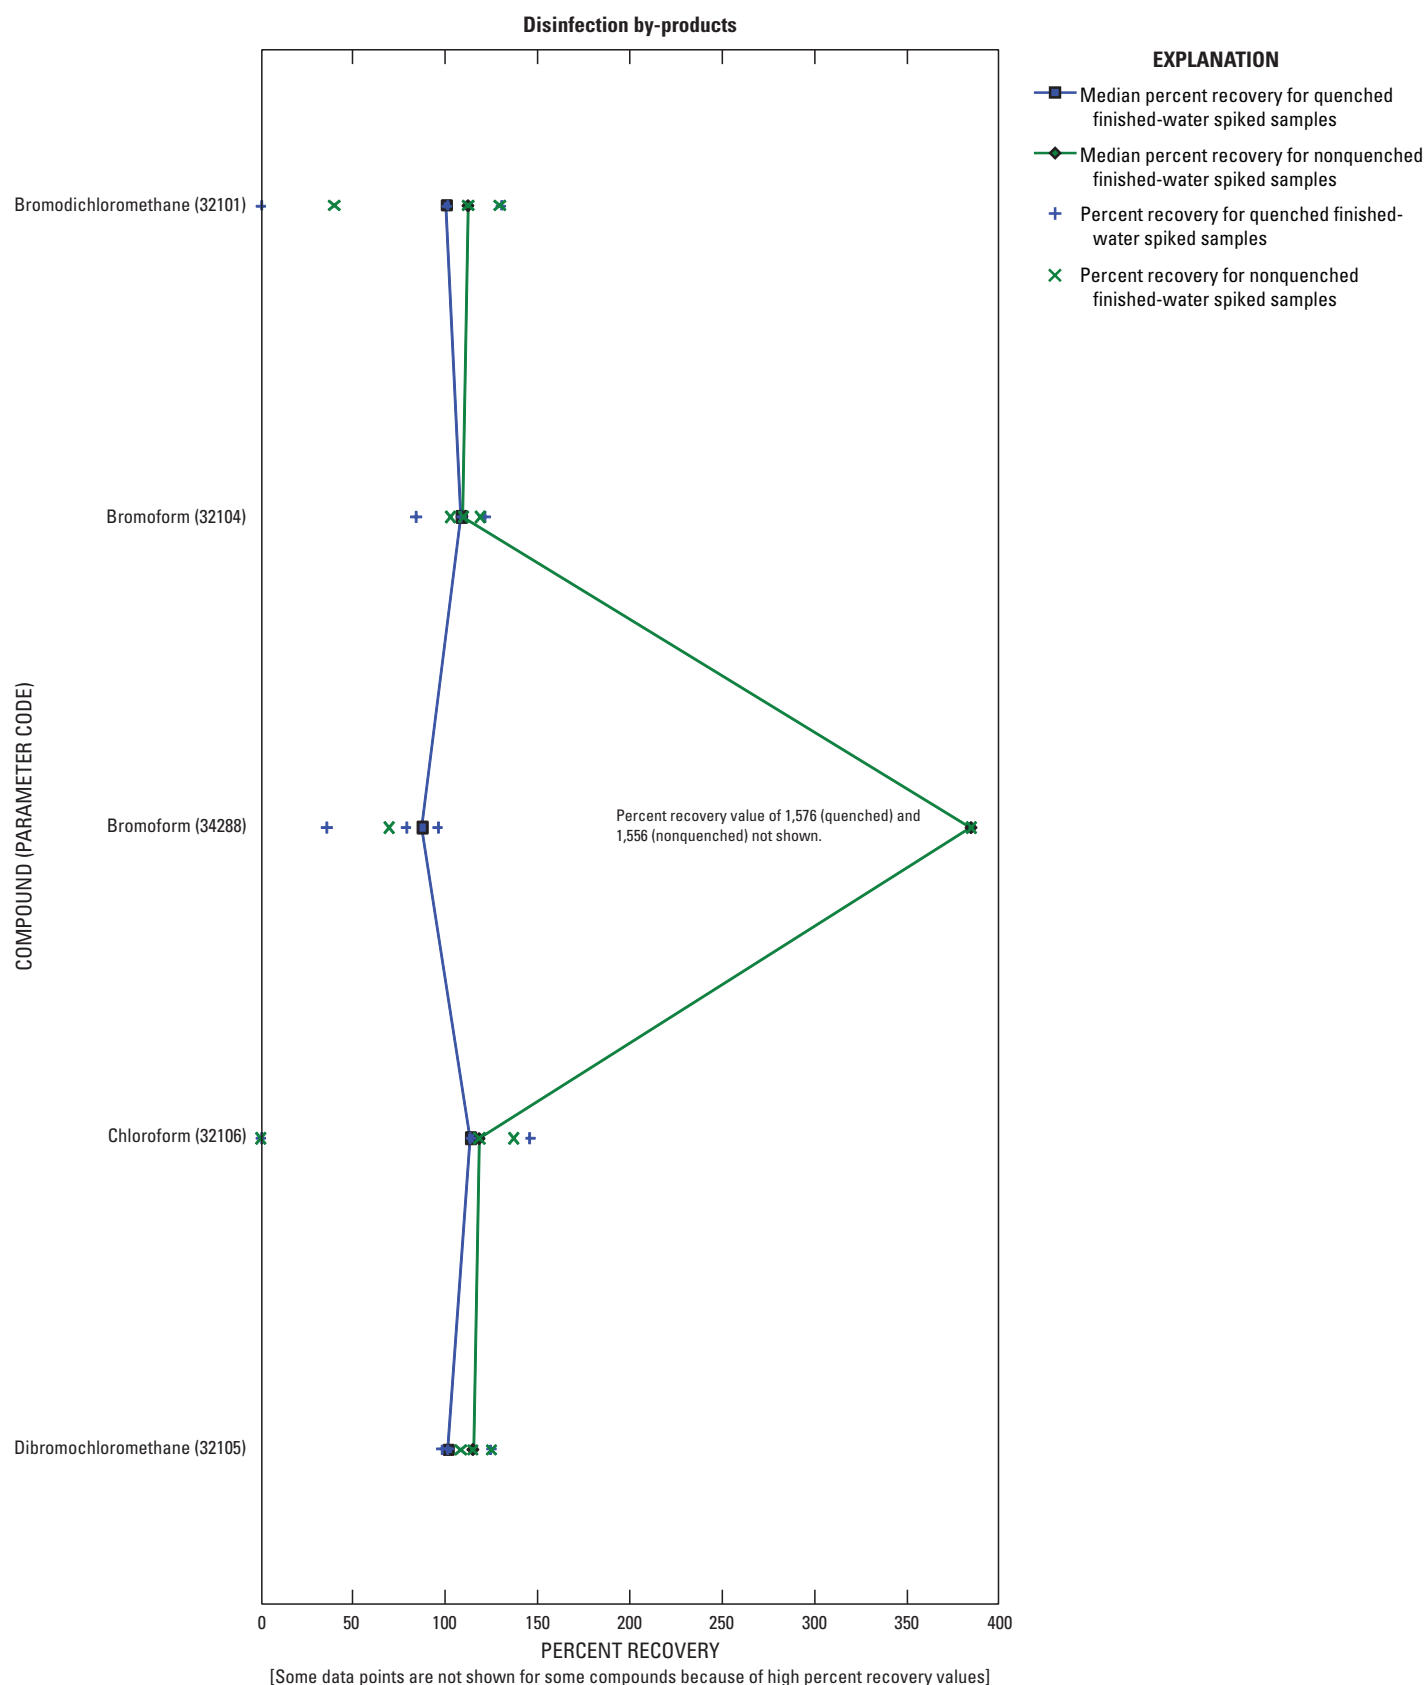 Disinfection by-products
EXPLANATION
Median percent recovery for quenched
finished-water spiked samples
Median percent recovery for nonquenched
finished-water spiked samples
Percent recovery for quenched finished-
water spiked samples
Percent recovery for nonquenched
finished-water spiked samples
COMPOUND (PARAMETER CODE)
Bromodichloromethane (32101)
Bromoform (32104)
Bromoform (34288)
Chloroform (32106)
Dibromochloromethane (32105)
Percent recovery value of 1,576 (quenched) and
1,556 (nonquenched) not shown.
0 50 100 150 200 250 300 350 400
PERCENT RECOVERY
[Some data points are not shown for some compounds because of high percent recovery values]